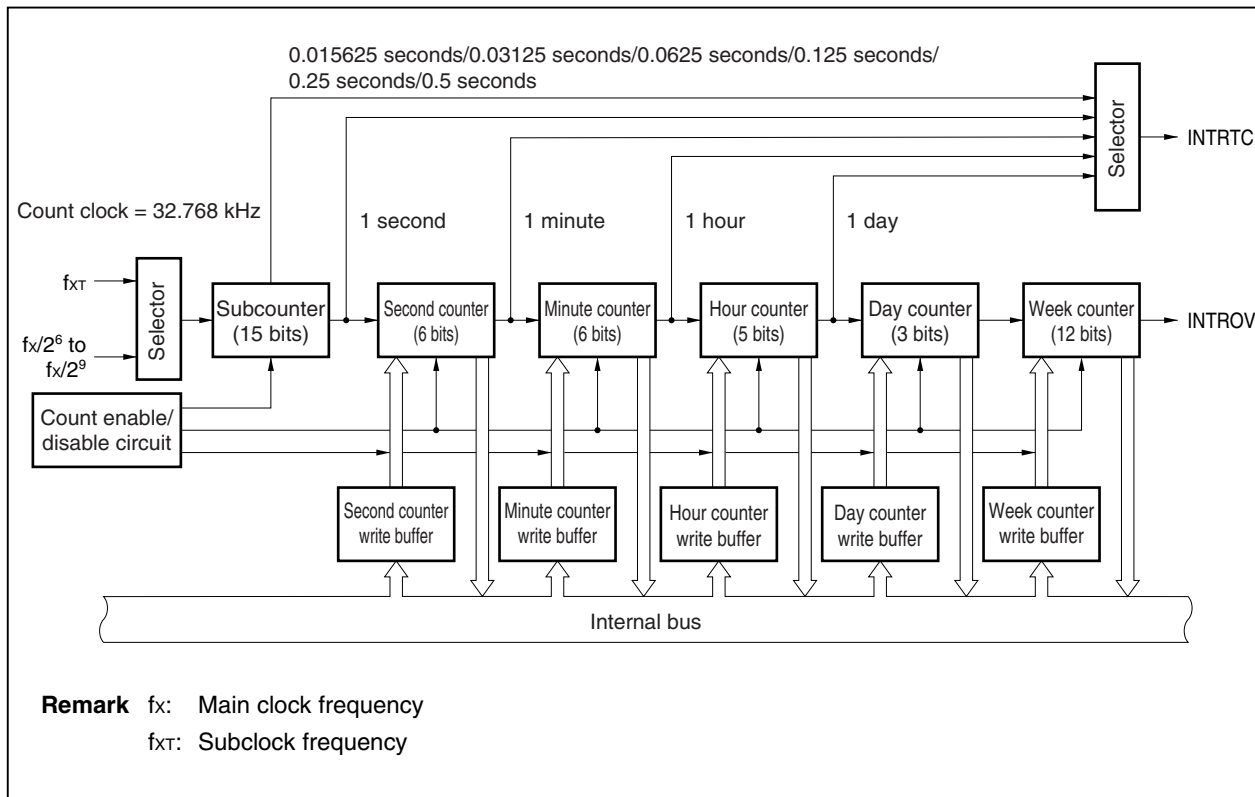 0.015625 seconds/0.03125 seconds/0.0625 seconds/0.125 seconds/
0.25 seconds/0.5 seconds
Selector
INTRTC
Count clock = 32.768 kHz
1 second
1 minute
1 hour
1 day
fXT
fX/2⁶ to
fX/2⁹
Selector
Subcounter
(15 bits)
Second counter
(6 bits)
Minute counter
(6 bits)
Hour counter
(5 bits)
Day counter
(3 bits)
Week counter
(12 bits)
INTROV
Count enable/
disable circuit
Second counter
write buffer
Minute counter
write buffer
Hour counter
write buffer
Day counter
write buffer
Week counter
write buffer
Internal bus
Remark fX: Main clock frequency
fXT: Subclock frequency